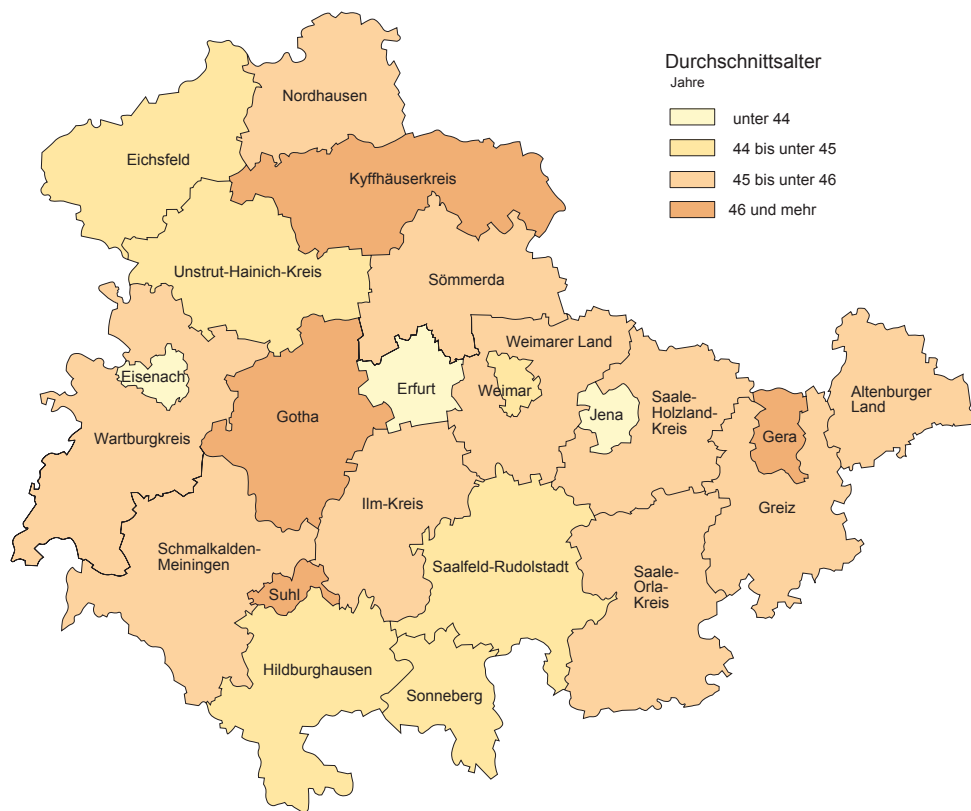 Durchschnittsalter
Jahre
unter 44
44 bis unter 45
45 bis unter 46
46 und mehr
Nordhausen
Eichsfeld
Kyffhäuserkreis
Unstrut-Hainich-Kreis
Sömmerda
Weimarer Land
Eisenach
Erfurt
Weimar
Altenburger
Land
Saale-
Holzland-
Kreis
Jena
Gotha
Gera
Wartburgkreis
Ilm-Kreis
Greiz
Schmalkalden-
Meiningen
Saalfeld-Rudolstadt
Saale-
Orla-
Kreis
Suhl
Hildburghausen
Sonneberg